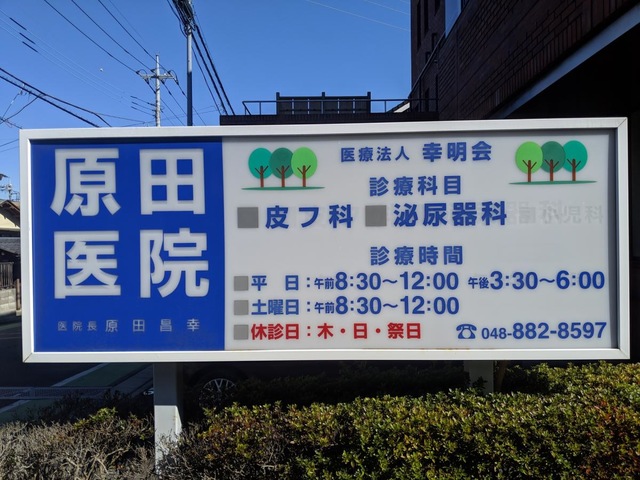 原田
医院
医院長 原田昌幸
医療法人 幸明会
診療科目
■皮フ科 ■泌尿器科
診療時間
■平 日:午前8:30~12:00 午後3:30~6:00
■土曜日:午前8:30~12:00
■休診日:木・日・祭日
☎048-882-8597